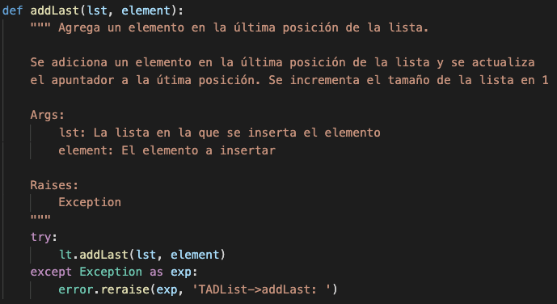 def addLast(lst, element):
""" Agrega un elemento en la última posición de la lista.
Se adiciona un elemento en la última posición de la lista y se actualiza
el apuntador a la útima posición. Se incrementa el tamaño de la lista en 1
Args:
lst: La lista en la que se inserta el elemento
element: El elemento a insertar
Raises:
Exception
"""
try:
lt.addLast(lst, element)
except Exception as exp:
error.reraise(exp, 'TADList->addLast: ')